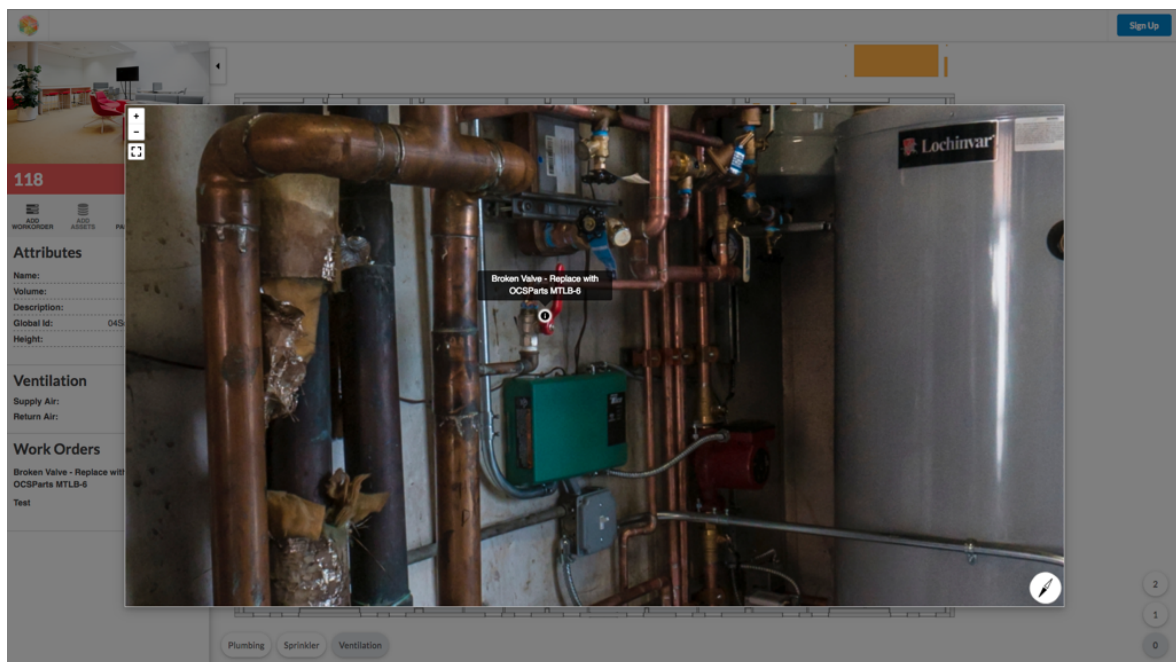 Sign Up
118
ADD
WORKORDER
ADD
ASSETS
PA
Attributes
Name:
Volume:
Description:
Global Id: 04S
Height:
Ventilation
Supply Air:
Return Air:
Work Orders
Broken Valve - Replace with
OCSParts MTLB-6
Test
+
−
Lochinvar
Broken Valve - Replace with
OCSParts MTLB-6
Plumbing
Sprinkler
Ventilation
2
1
0